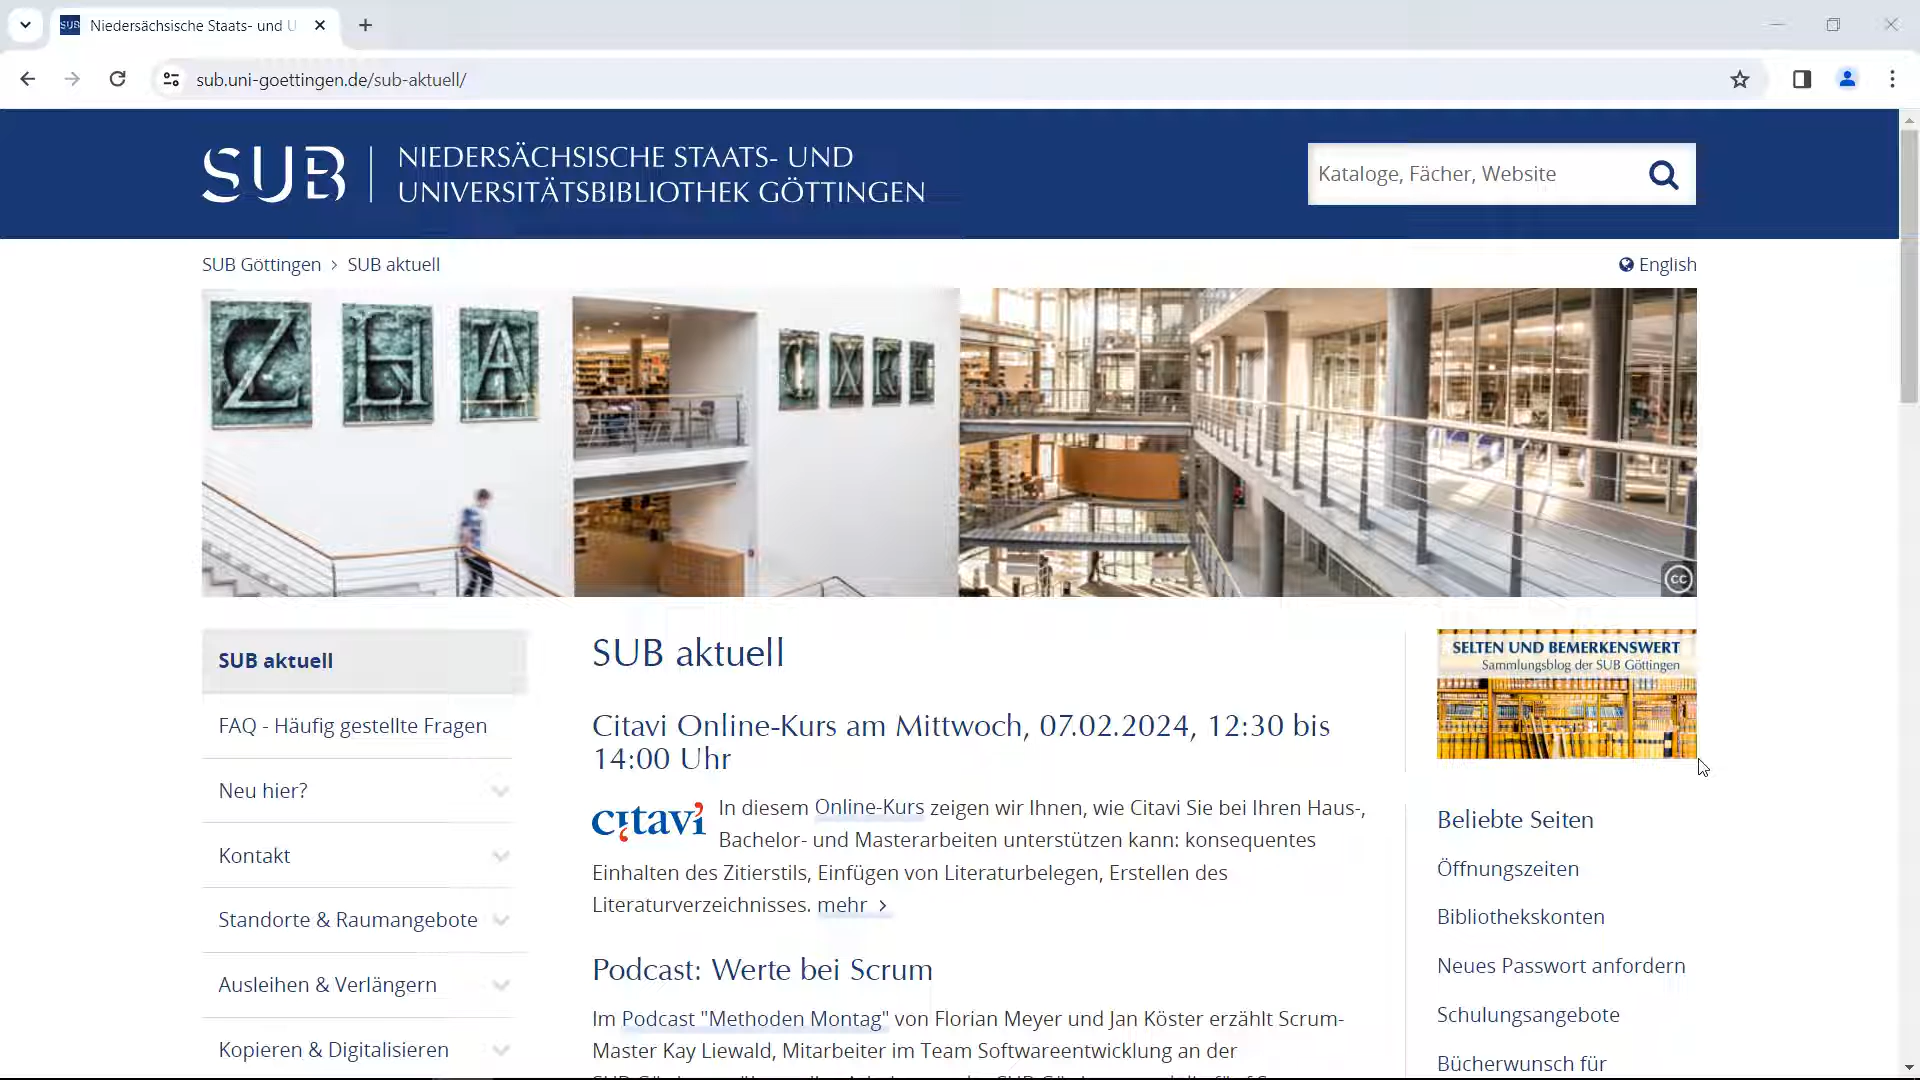 Niedersächsische Staats- und U
sub.uni-goettingen.de/sub-aktuell/
SUB
NIEDERSÄCHSISCHE STAATS- UND
UNIVERSITÄTSBIBLIOTHEK GÖTTINGEN
Kataloge, Fächer, Website
SUB Göttingen > SUB aktuell
English
Z H A
cc
SUB aktuell
FAQ - Häufig gestellte Fragen
Neu hier?
Kontakt
Standorte & Raumangebote
Ausleihen & Verlängern
Kopieren & Digitalisieren
SUB aktuell
Citavi Online-Kurs am Mittwoch, 07.02.2024, 12:30 bis
14:00 Uhr
citavi
In diesem Online-Kurs zeigen wir Ihnen, wie Citavi Sie bei Ihren Haus-,
Bachelor- und Masterarbeiten unterstützen kann: konsequentes
Einhalten des Zitierstils, Einfügen von Literaturbelegen, Erstellen des
Literaturverzeichnisses. mehr >
Podcast: Werte bei Scrum
Im Podcast "Methoden Montag" von Florian Meyer und Jan Köster erzählt Scrum-
Master Kay Liewald, Mitarbeiter im Team Softwareentwicklung an der
SELTEN UND BEMERKENSWERT
Sammlungsblog der SUB Göttingen
Beliebte Seiten
Öffnungszeiten
Bibliothekskonten
Neues Passwort anfordern
Schulungsangebote
Bücherwunsch für